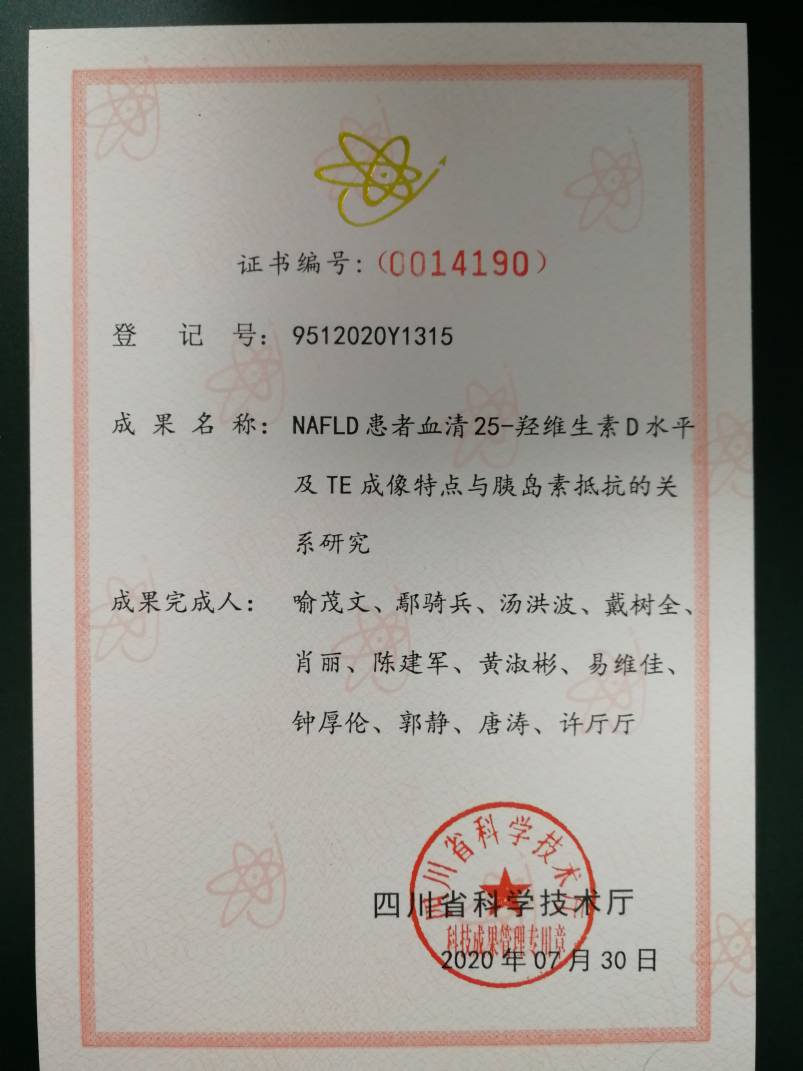 证书编号:(0014190)
登 记 号: 9512020Y1315
成 果 名 称: NAFLD患者血清25-羟维生素D水平
及TE成像特点与胰岛素抵抗的关
系研究
成果完成人: 喻茂文、鄢骑兵、汤洪波、戴树全、
肖丽、陈建军、黄淑彬、易维佳、
钟厚伦、郭静、唐涛、许厅厅
四川省科学技术厅
四川省科学技术厅
科技成果管理专用章
2020年07月30日